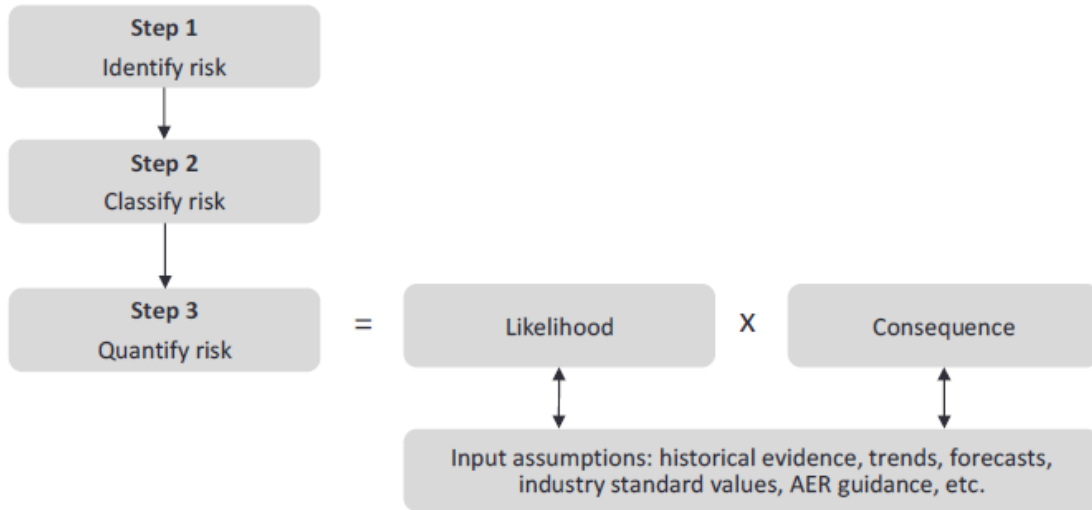 Step 1
Identify risk
Step 2
Classify risk
Step 3
Quantify risk
=
Likelihood
X
Consequence
Input assumptions: historical evidence, trends, forecasts,
industry standard values, AER guidance, etc.